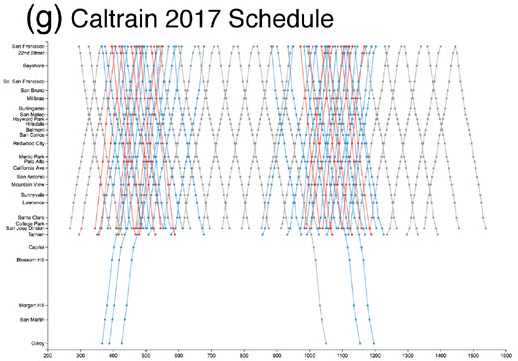 (g) Caltrain 2017 Schedule
San Francisco
22nd Street
Bayshore
So. San Francisco
San Bruno
Millbrae
Burlingame
San Mateo
Hayward Park
Hillsdale
Belmont
San Carlos
Redwood City
Menlo Park
Palo Alto
California Ave
San Antonio
Mountain View
Sunnyvale
Lawrence
Santa Clara
College Park
San Jose Diridon
Tamien
Capitol
Blossom Hill
Morgan Hill
San Martin
Gilroy
200 300 400 500 600 700 800 900 1000 1100 1200 1300 1400 1500